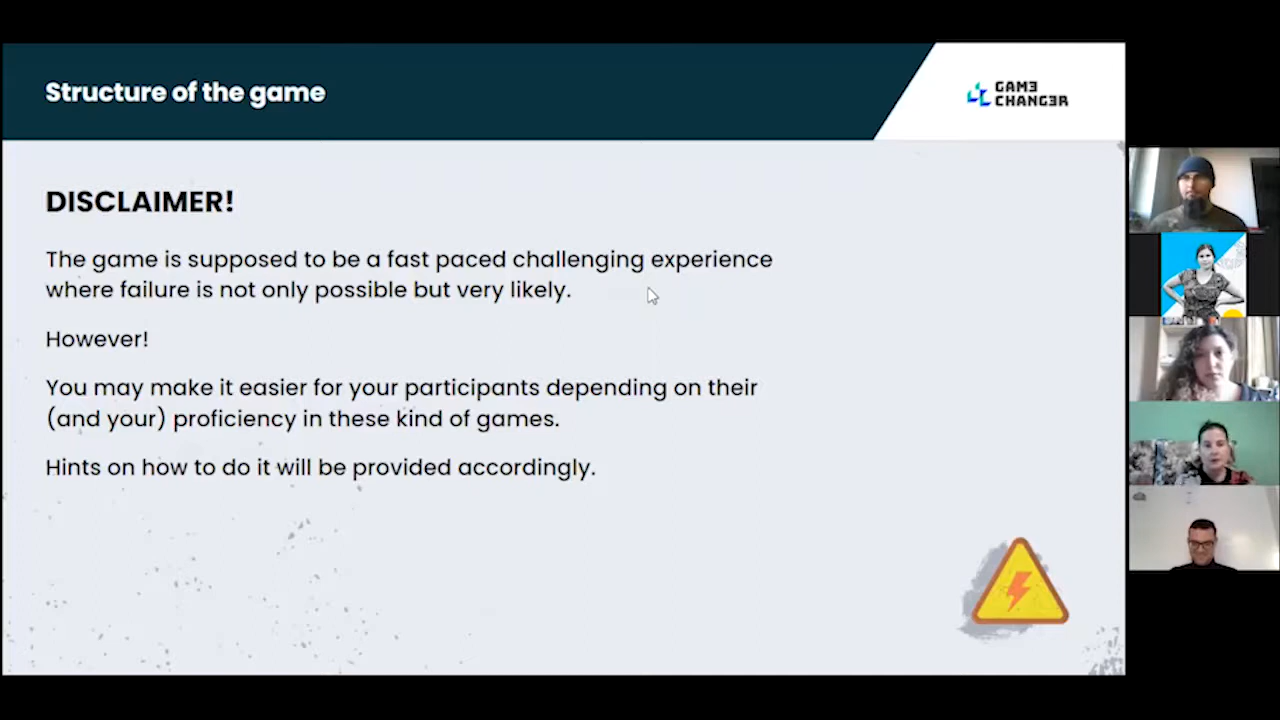 Structure of the game
GAMƎ
CHANGƎR
DISCLAIMER!
The game is supposed to be a fast paced challenging experience
where failure is not only possible but very likely.
However!
You may make it easier for your participants depending on their
(and your) proficiency in these kind of games.
Hints on how to do it will be provided accordingly.